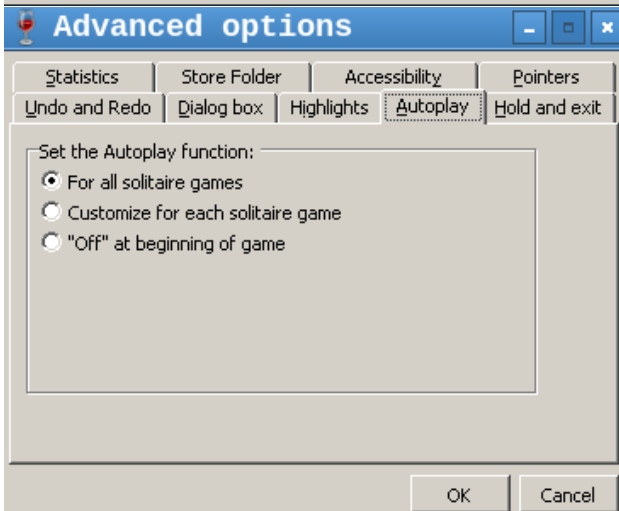 Advanced options
Statistics Store Folder Accessibility Pointers
Undo and Redo Dialog box Highlights Autoplay Hold and exit
Set the Autoplay function:
For all solitaire games
Customize for each solitaire game
"Off" at beginning of game
OK Cancel